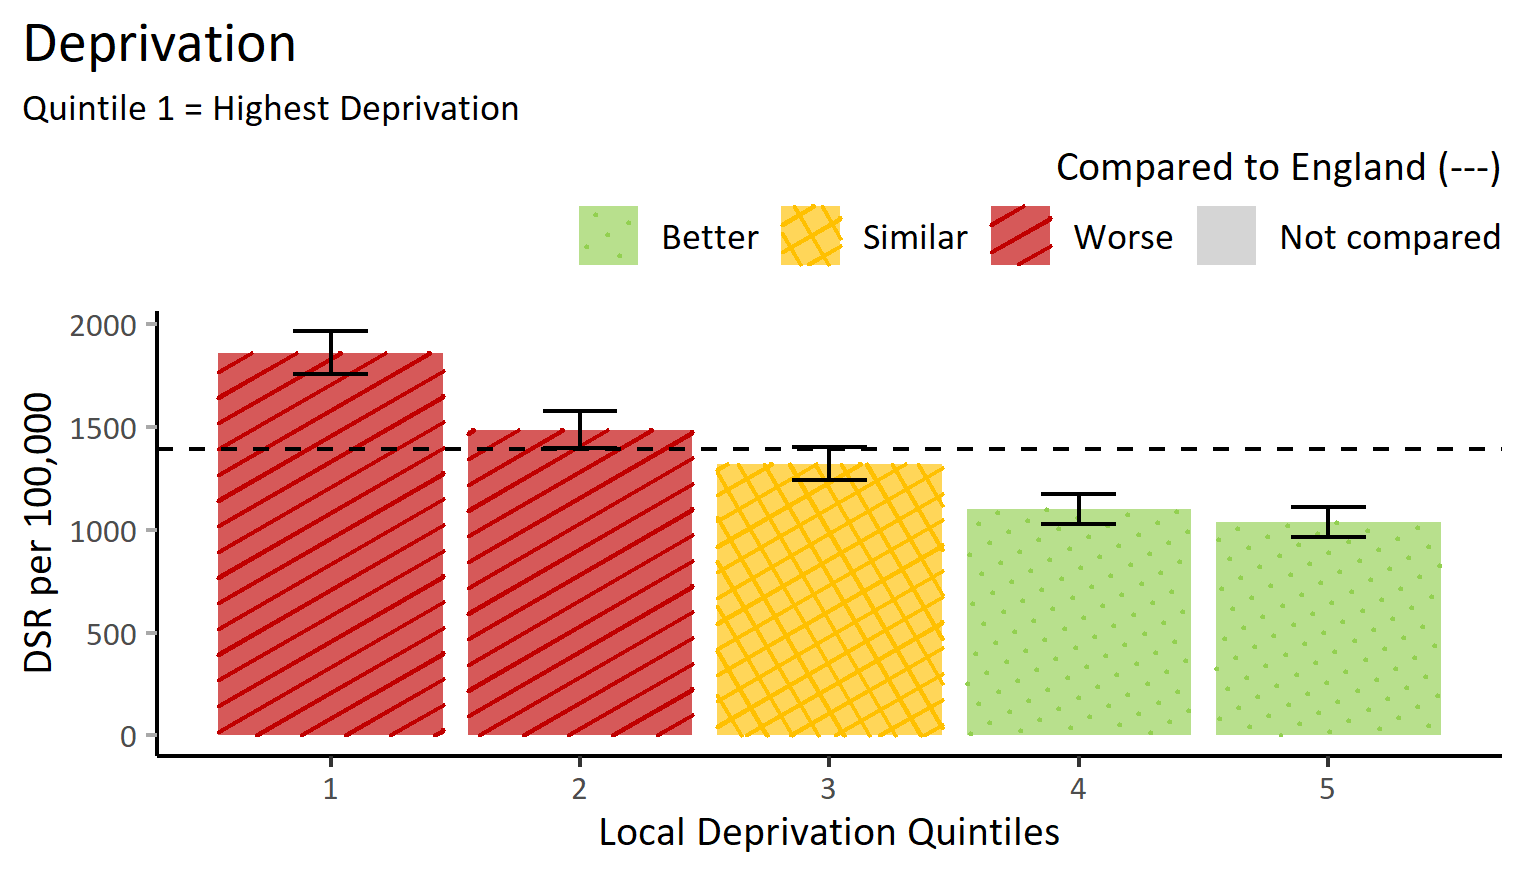 Deprivation
Quintile 1 = Highest Deprivation
Compared to England (---)
Better Similar Worse Not compared
2000
1500
1000
500
0
DSR per 100,000
1 2 3 4 5
Local Deprivation Quintiles